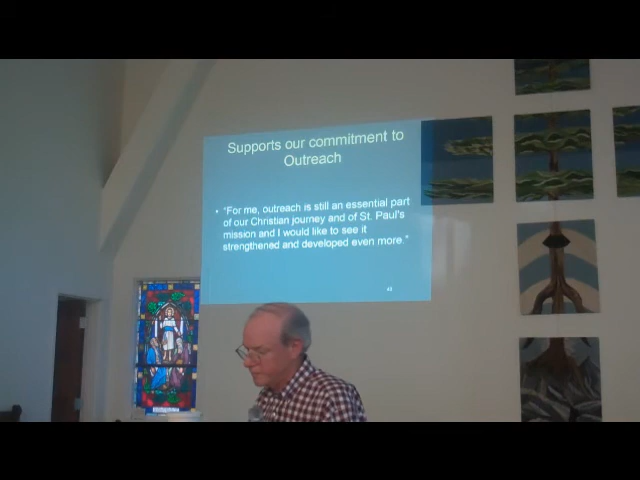 Supports our commitment to
Outreach
• "For me, outreach is still an essential part
of our Christian journey and of St. Paul's
mission and I would like to see it
strengthened and developed even more."